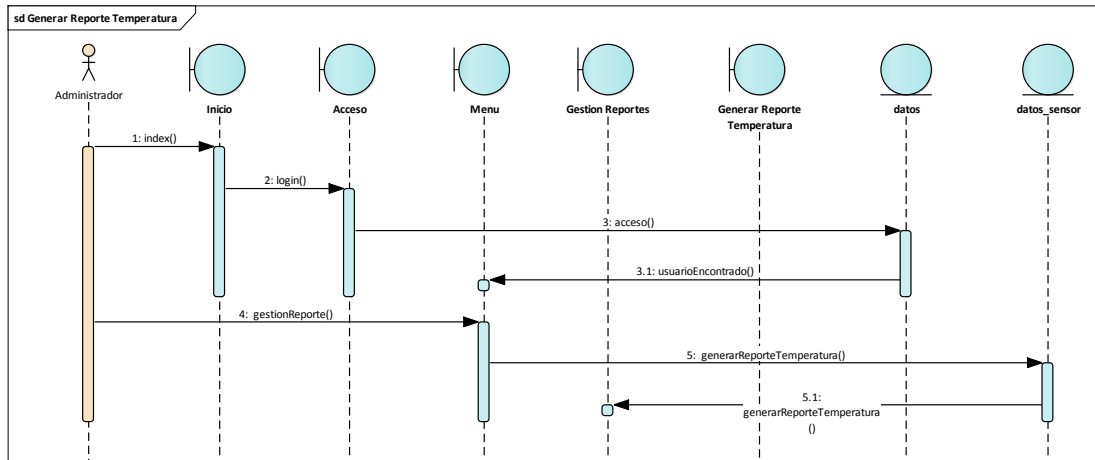 sd Generar Reporte Temperatura
Administrador
Inicio
Acceso
Menu
Gestion Reportes
Generar Reporte
Temperatura
datos
datos_sensor
1: index()
2: login()
3: acceso()
3.1: usuarioEncontrado()
4: gestionReporte()
5: generarReporteTemperatura()
5.1:
generarReporteTemperatura
()